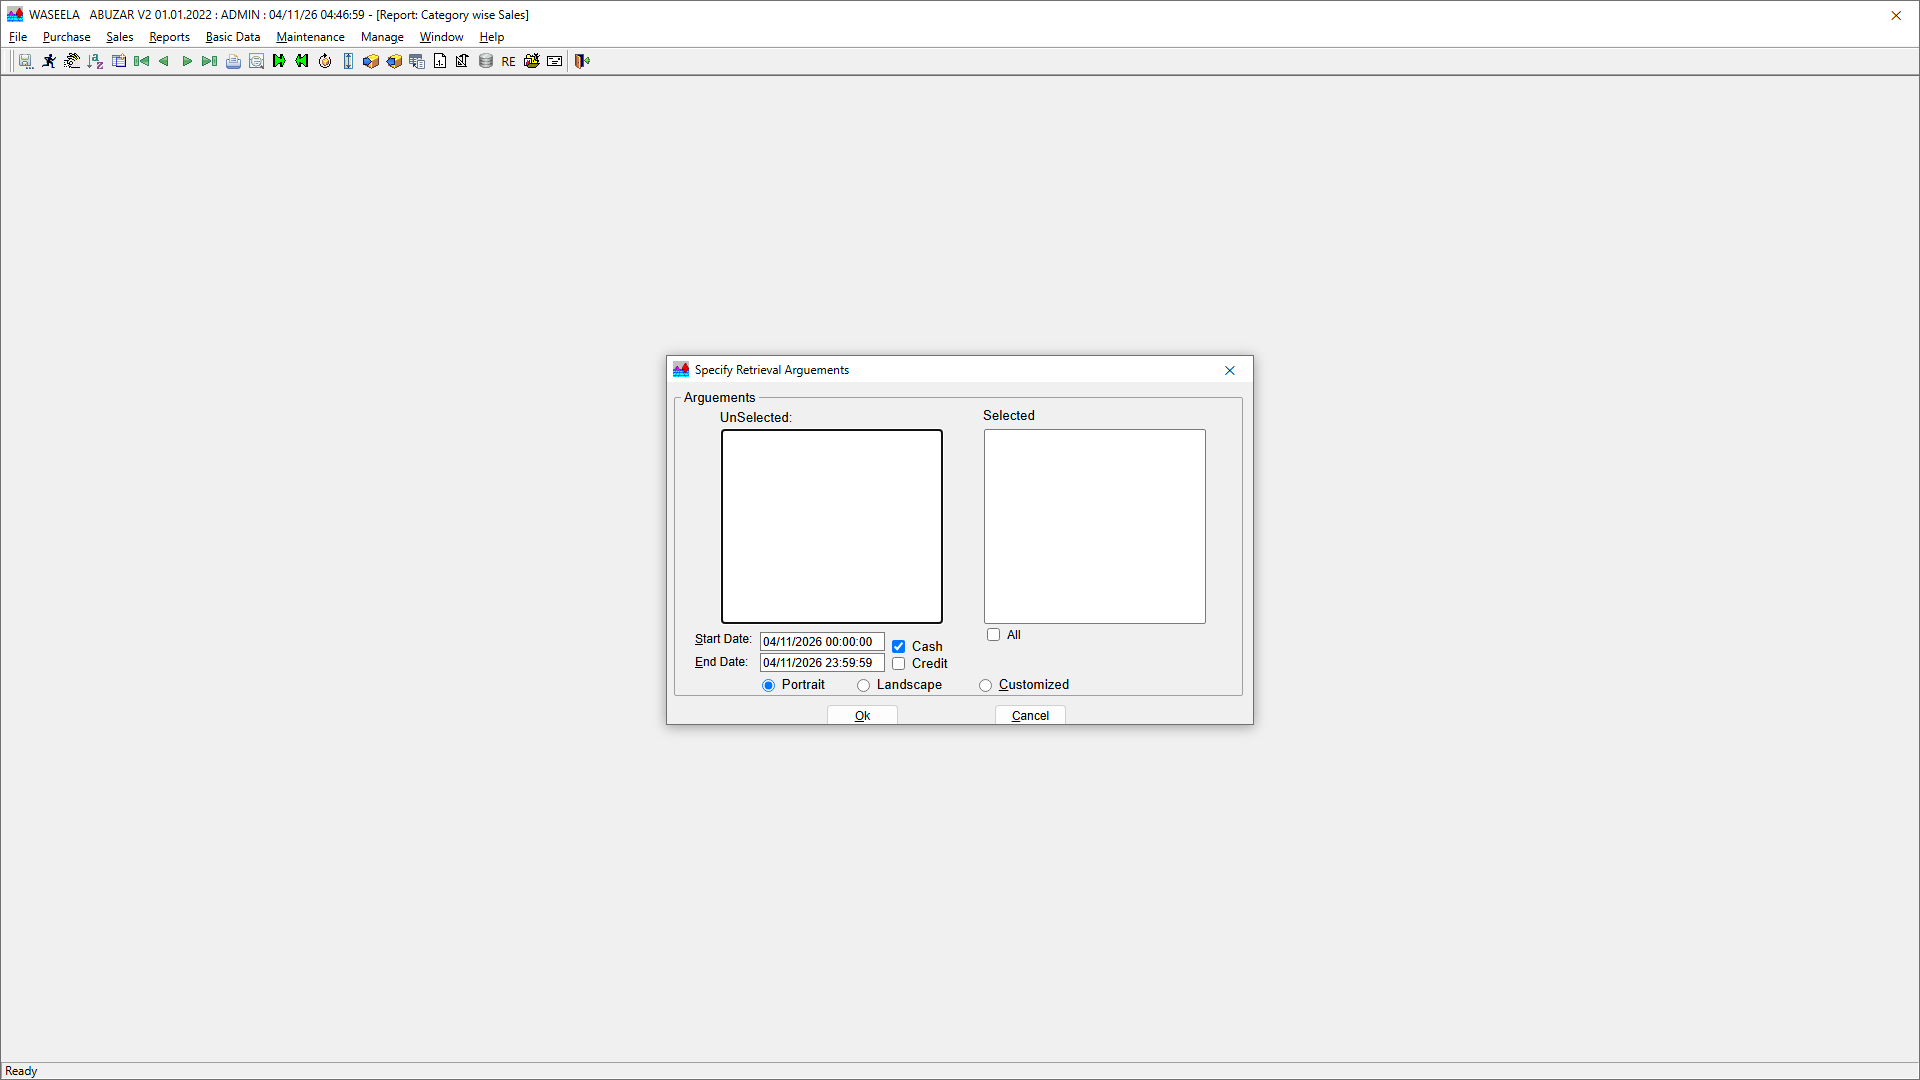 WASEELA   ABUZAR V2 01.01.2022 : ADMIN : 04/11/26 04:46:59 - [Report: Category wise Sales]
File Purchase Sales Reports Basic Data Maintenance Manage Window Help
RE
Specify Retrieval Arguements
Arguements
UnSelected: Selected
All
Start Date: 04/11/2026 00:00:00 Cash
End Date: 04/11/2026 23:59:59 Credit
Portrait Landscape Customized
Ok Cancel
Ready